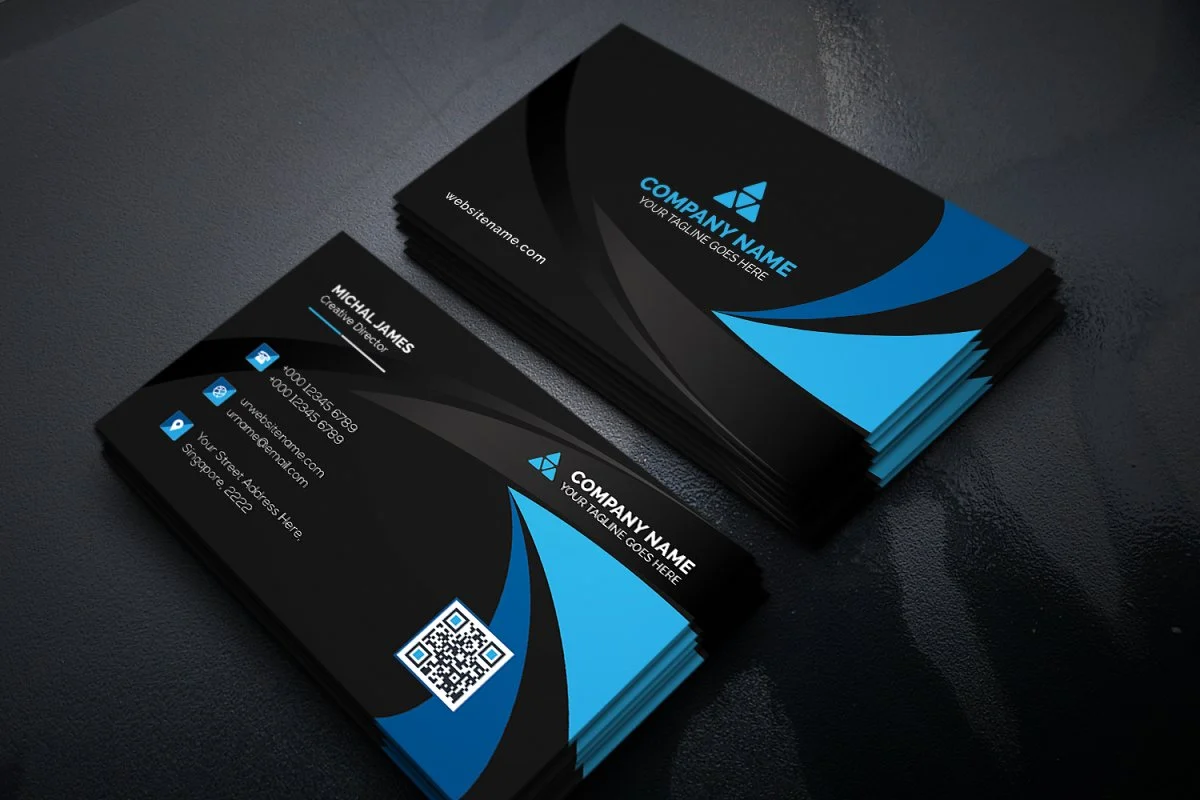 COMPANY NAME
YOUR TAGLINE GOES HERE
websitename.com
MICHAL JAMES
Creative Director
+000 12345 6789
+000 12345 6789
urwebsitename.com
urname@email.com
Your Street Address Here,
Singapore, 2222
COMPANY NAME
YOUR TAGLINE GOES HERE